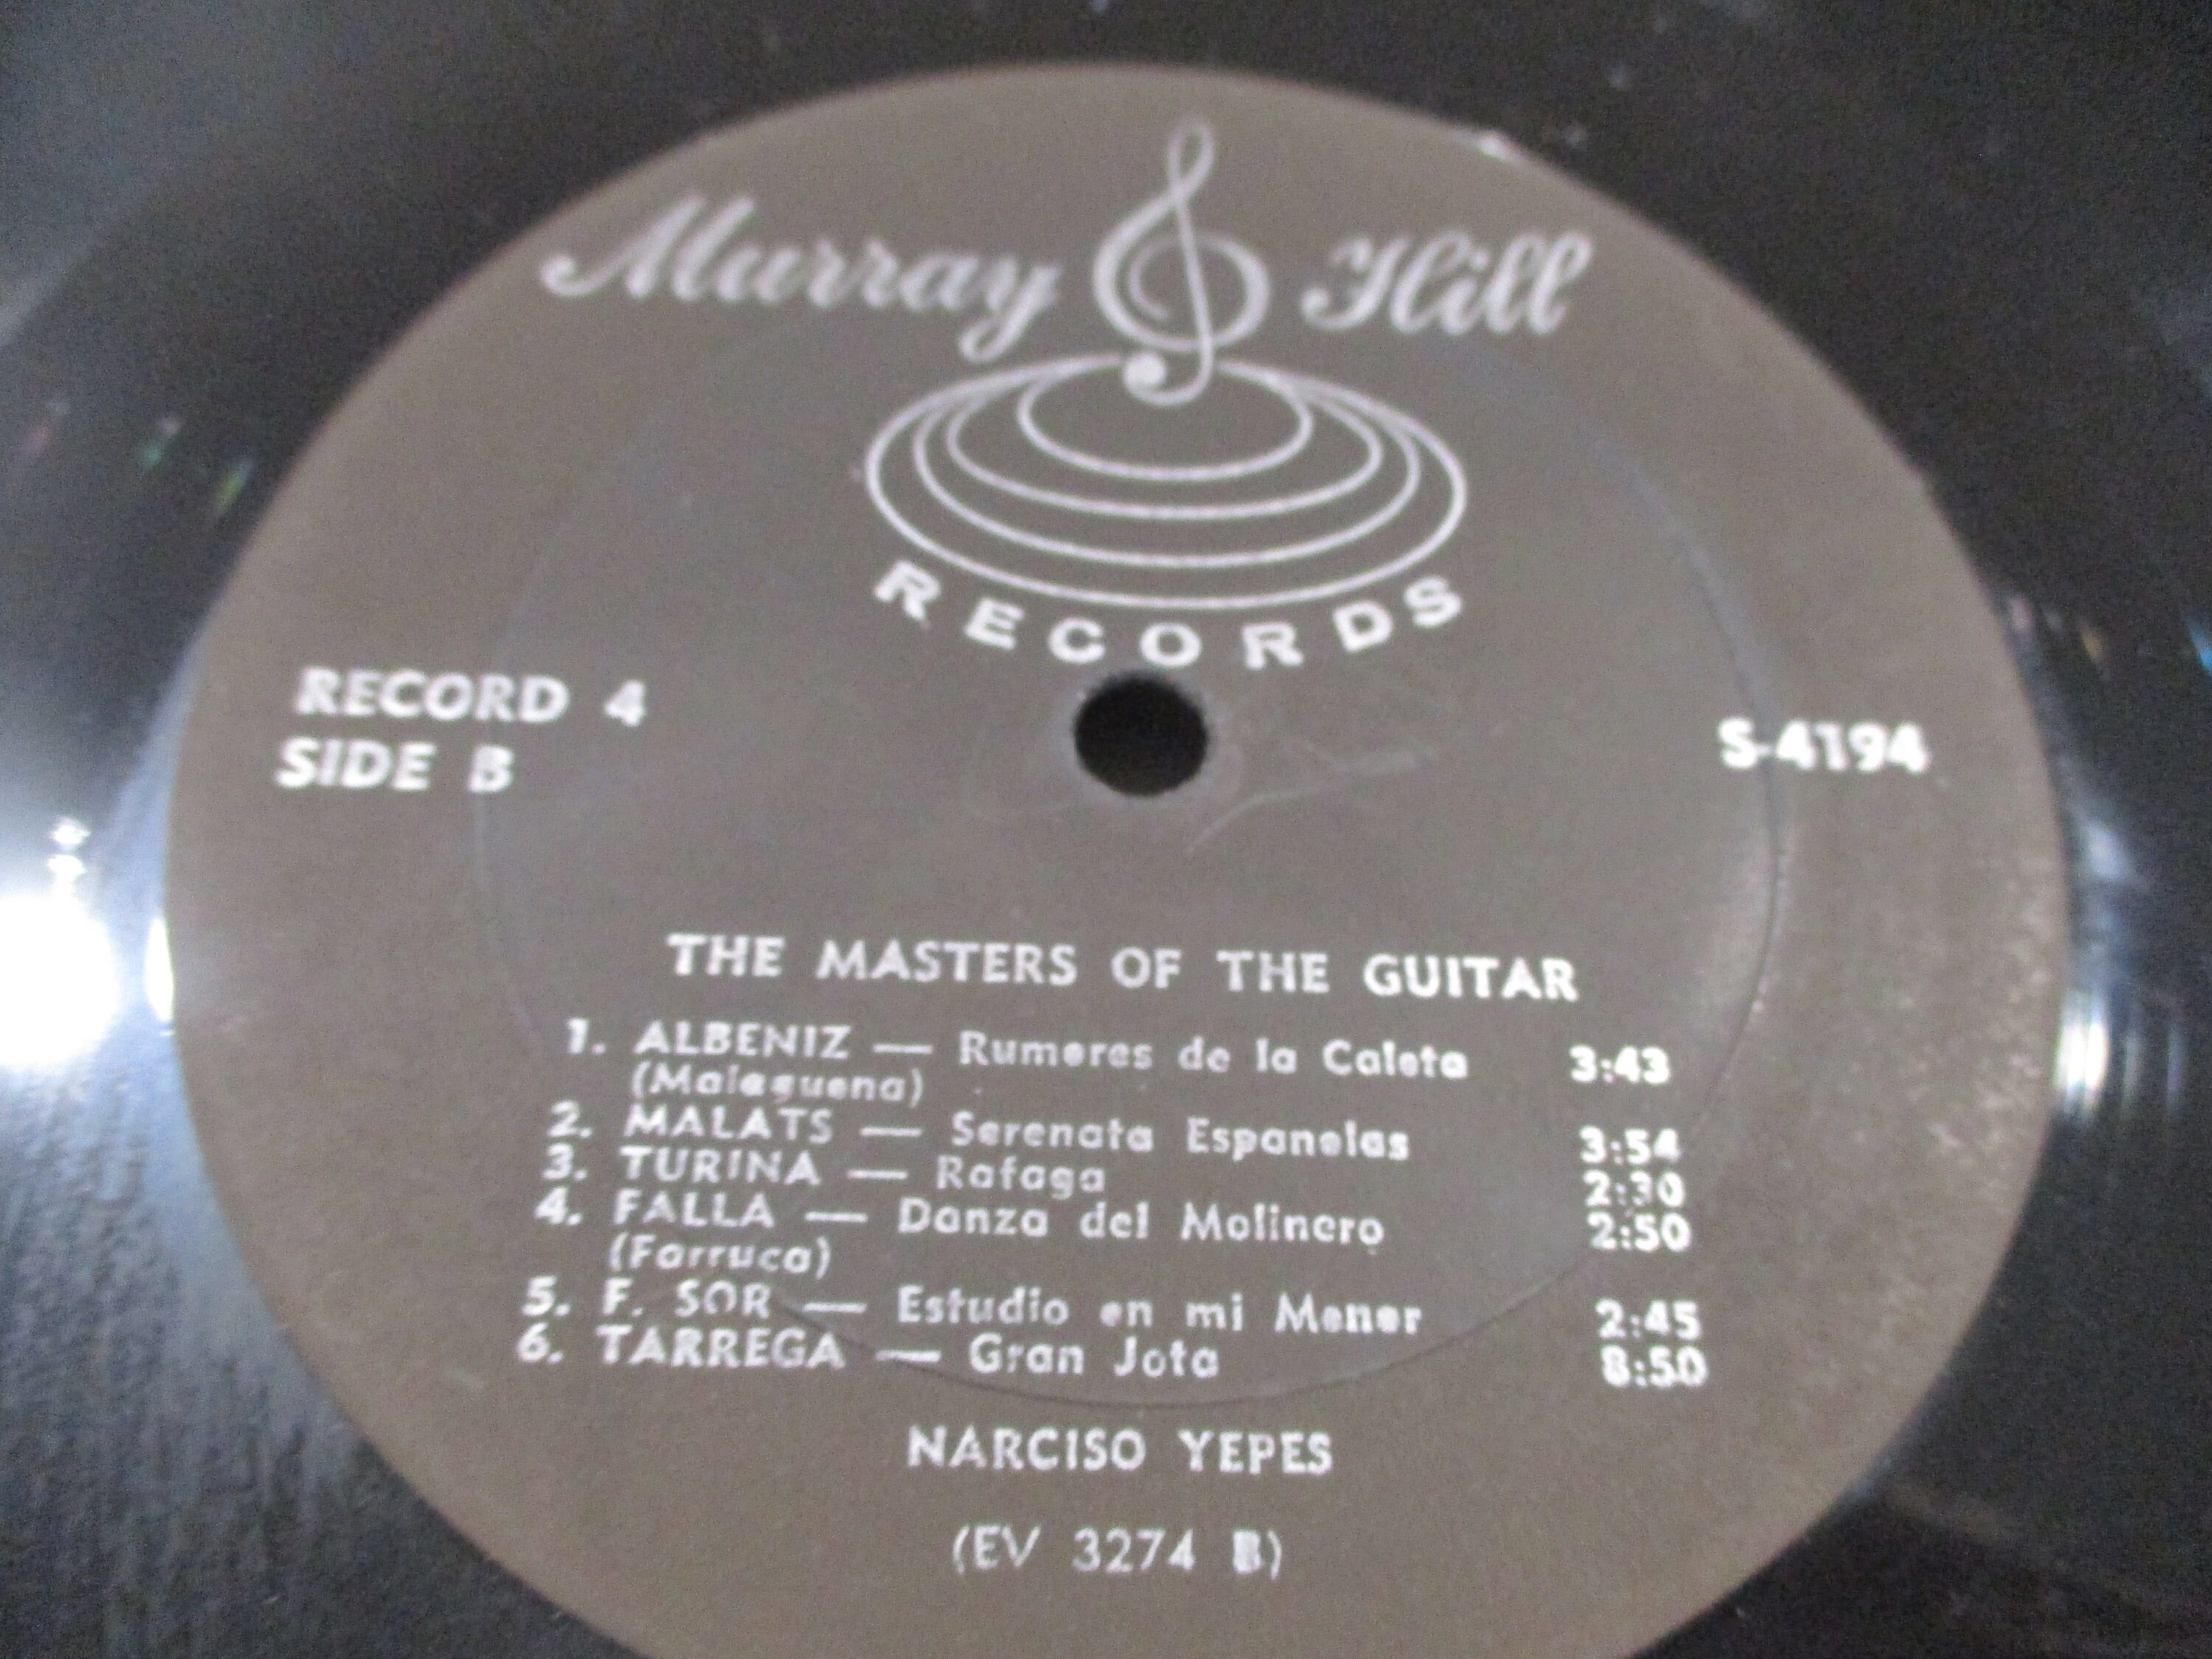 Murray Hill
RECORDS
RECORD 4
SIDE B
S-4194
THE MASTERS OF THE GUITAR
1. ALBENIZ — Rumores de la Caleta 3:43
(Malaguena)
2. MALATS — Serenata Espanolas 3:54
3. TURINA — Rafaga 2:30
4. FALLA — Danza del Molinero 2:50
(Farruca)
5. F. SOR — Estudio en mi Menor 2:45
6. TARREGA — Gran Jota 8:50
NARCISO YEPES
(EV 3274 B)